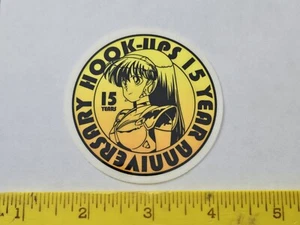 HOOK-UPS 15 YEAR ANNIVERSARY
15
YEARS
1 2 3 4 5